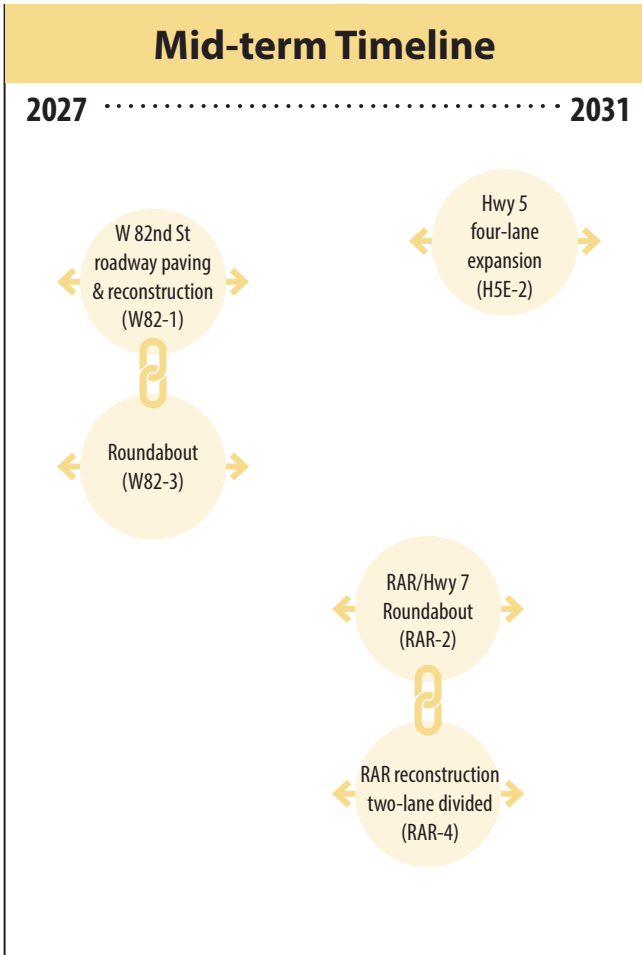 Mid-term Timeline
2027 2031
W 82nd St
roadway paving
& reconstruction
(W82-1)
Hwy 5
four-lane
expansion
(H5E-2)
Roundabout
(W82-3)
RAR/Hwy 7
Roundabout
(RAR-2)
RAR reconstruction
two-lane divided
(RAR-4)